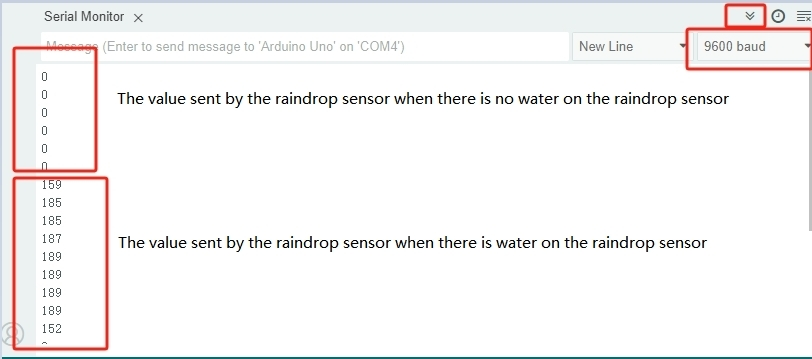 Serial Monitor ×
Message (Enter to send message to 'Arduino Uno' on 'COM4')
New Line
9600 baud
0
0
The value sent by the raindrop sensor when there is no water on the raindrop sensor
0
0
0
0
159
185
185
187
The value sent by the raindrop sensor when there is water on the raindrop sensor
189
189
189
189
152